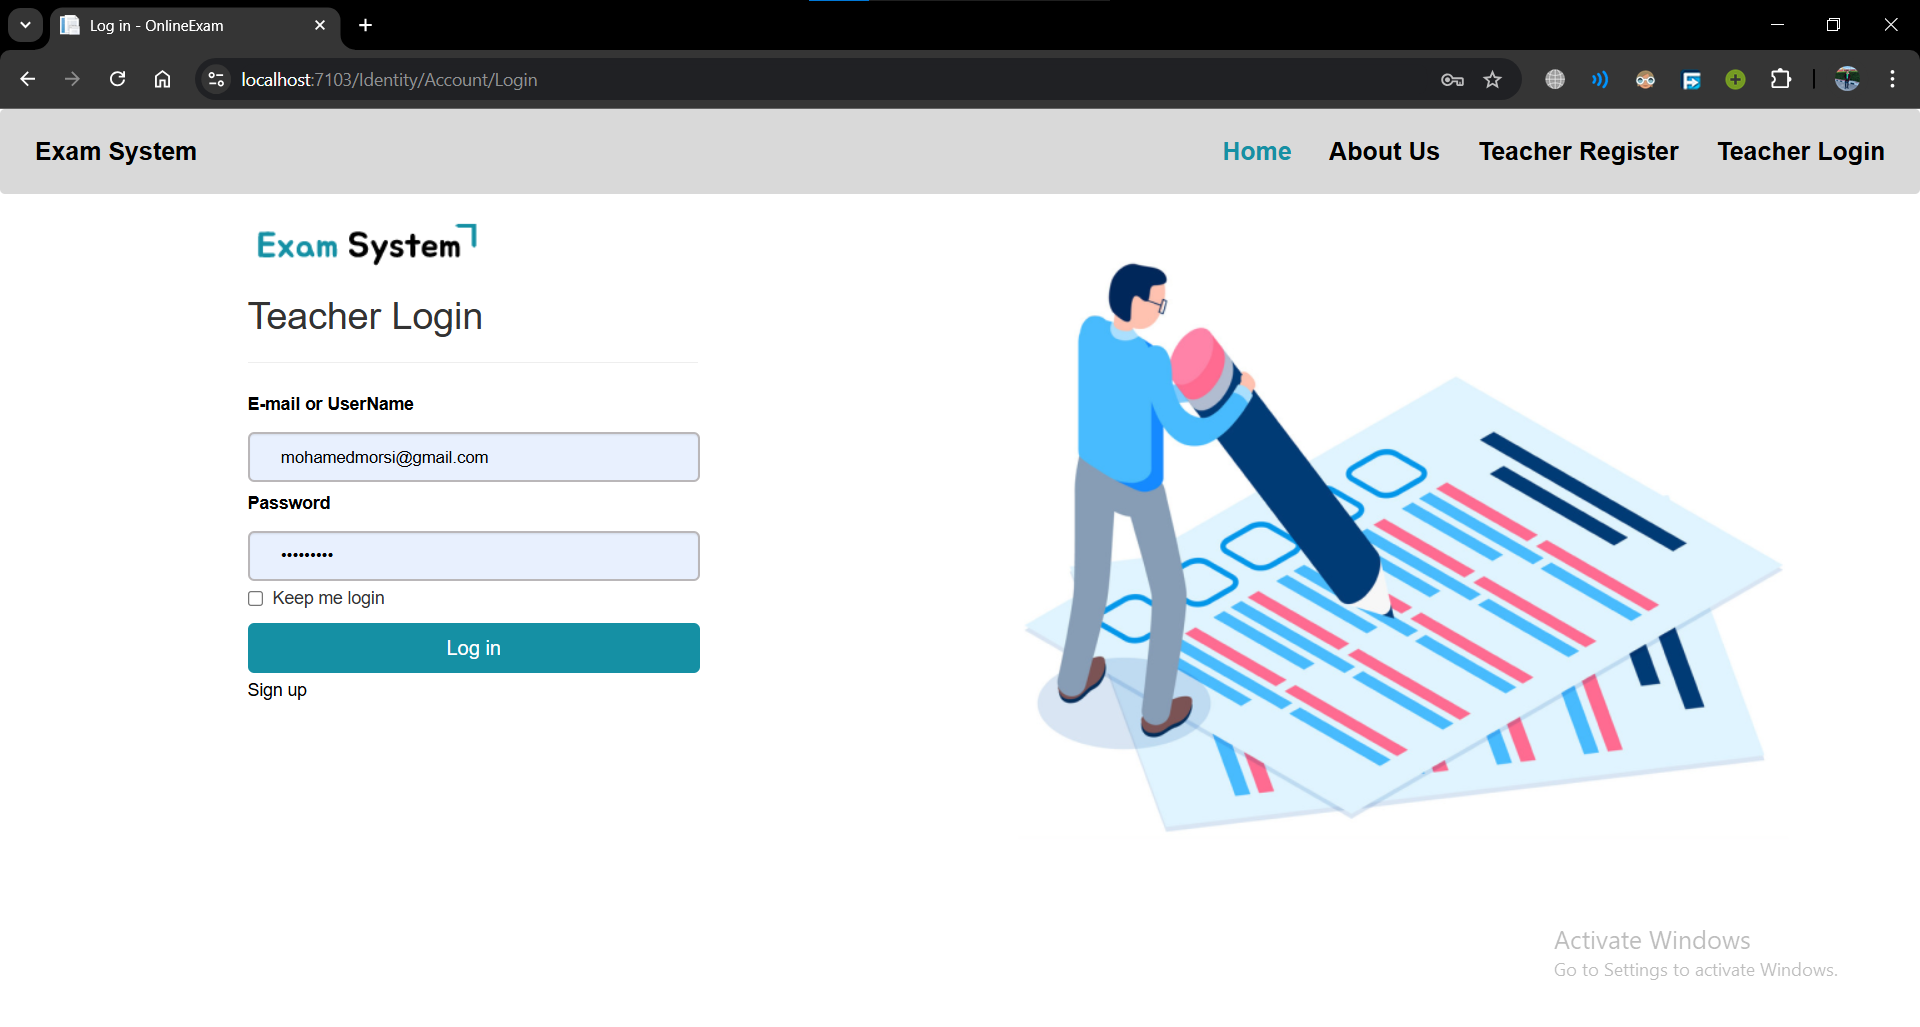 Log in - OnlineExam
localhost:7103/Identity/Account/Login
Exam System
Home
About Us
Teacher Register
Teacher Login
Exam System
Teacher Login
E-mail or UserName
mohamedmorsi@gmail.com
Password
•••••••••
Keep me login
Log in
Sign up
Activate Windows
Go to Settings to activate Windows.